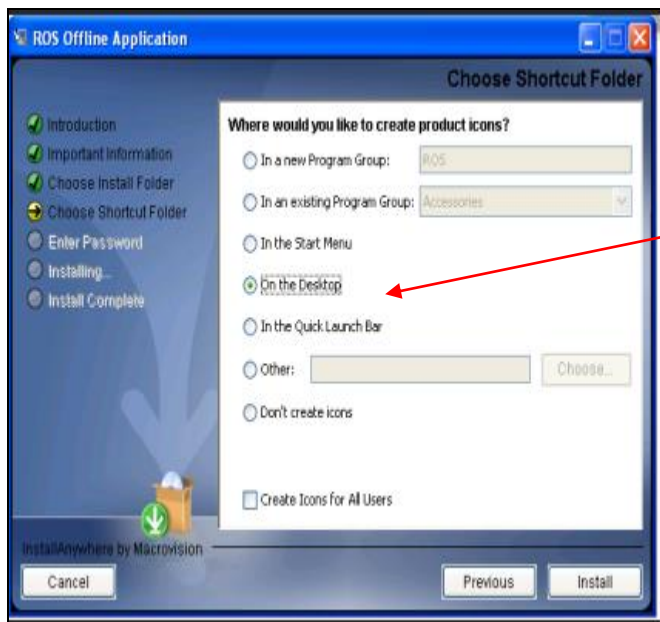 ROS Offline Application
Choose Shortcut Folder
Introduction
Important Information
Choose Install Folder
Choose Shortcut Folder
Enter Password
Installing...
Install Complete
Where would you like to create product icons?
In a new Program Group: ROS
In an existing Program Group: Accessories
In the Start Menu
On the Desktop
In the Quick Launch Bar
Other: Choose...
Don't create icons
Create Icons for All Users
InstallAnywhere by Macrovision
Cancel Previous Install